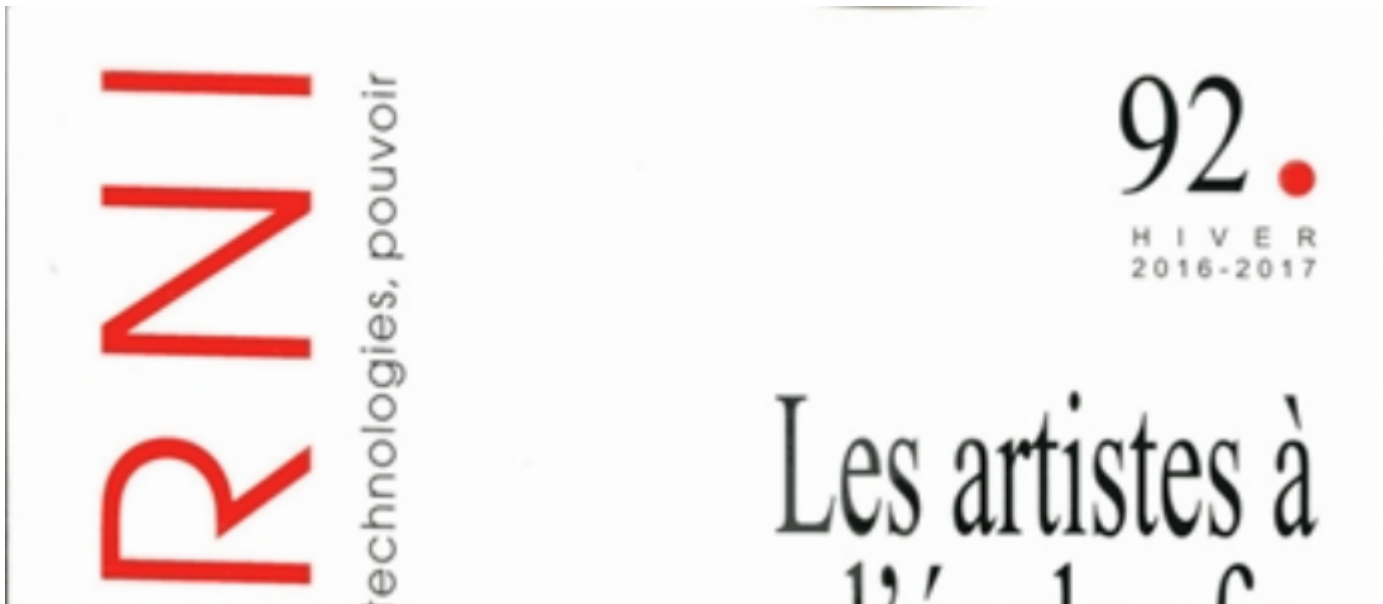 RNI
technologies, pouvoir
92.
HIVER
2016-2017
Les artistes à